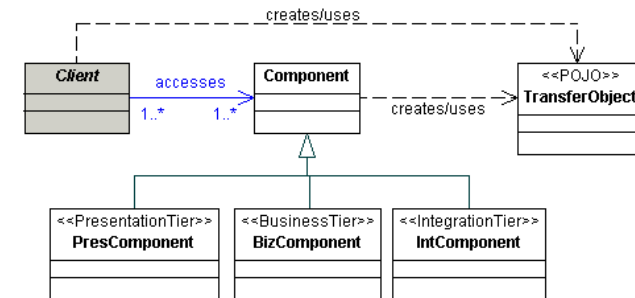 creates/uses
Client
accesses
1..*
1..*
Component
creates/uses
<<POJO>>
TransferObject
<<PresentationTier>>
PresComponent
<<BusinessTier>>
BizComponent
<<IntegrationTier>>
IntComponent